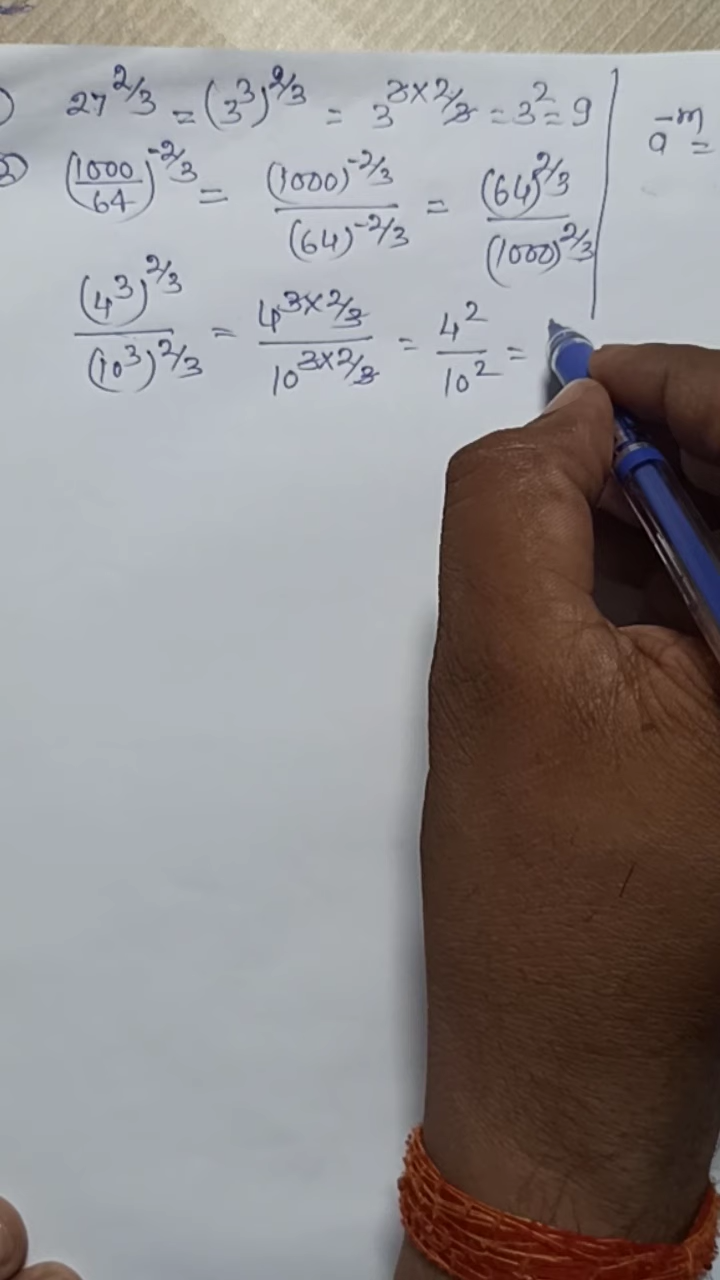 27^{2/3} = (3^3)^{2/3} = 3^{3×2/3} = 3^2 = 9
(1000/64)^{-2/3} = (1000)^{-2/3}/(64)^{-2/3} = (64)^{2/3}/(1000)^{2/3}
(4^3)^{2/3}/(10^3)^{2/3} = 4^{3×2/3}/10^{3×2/3} = 4^2/10^2 =
a^{-m} =